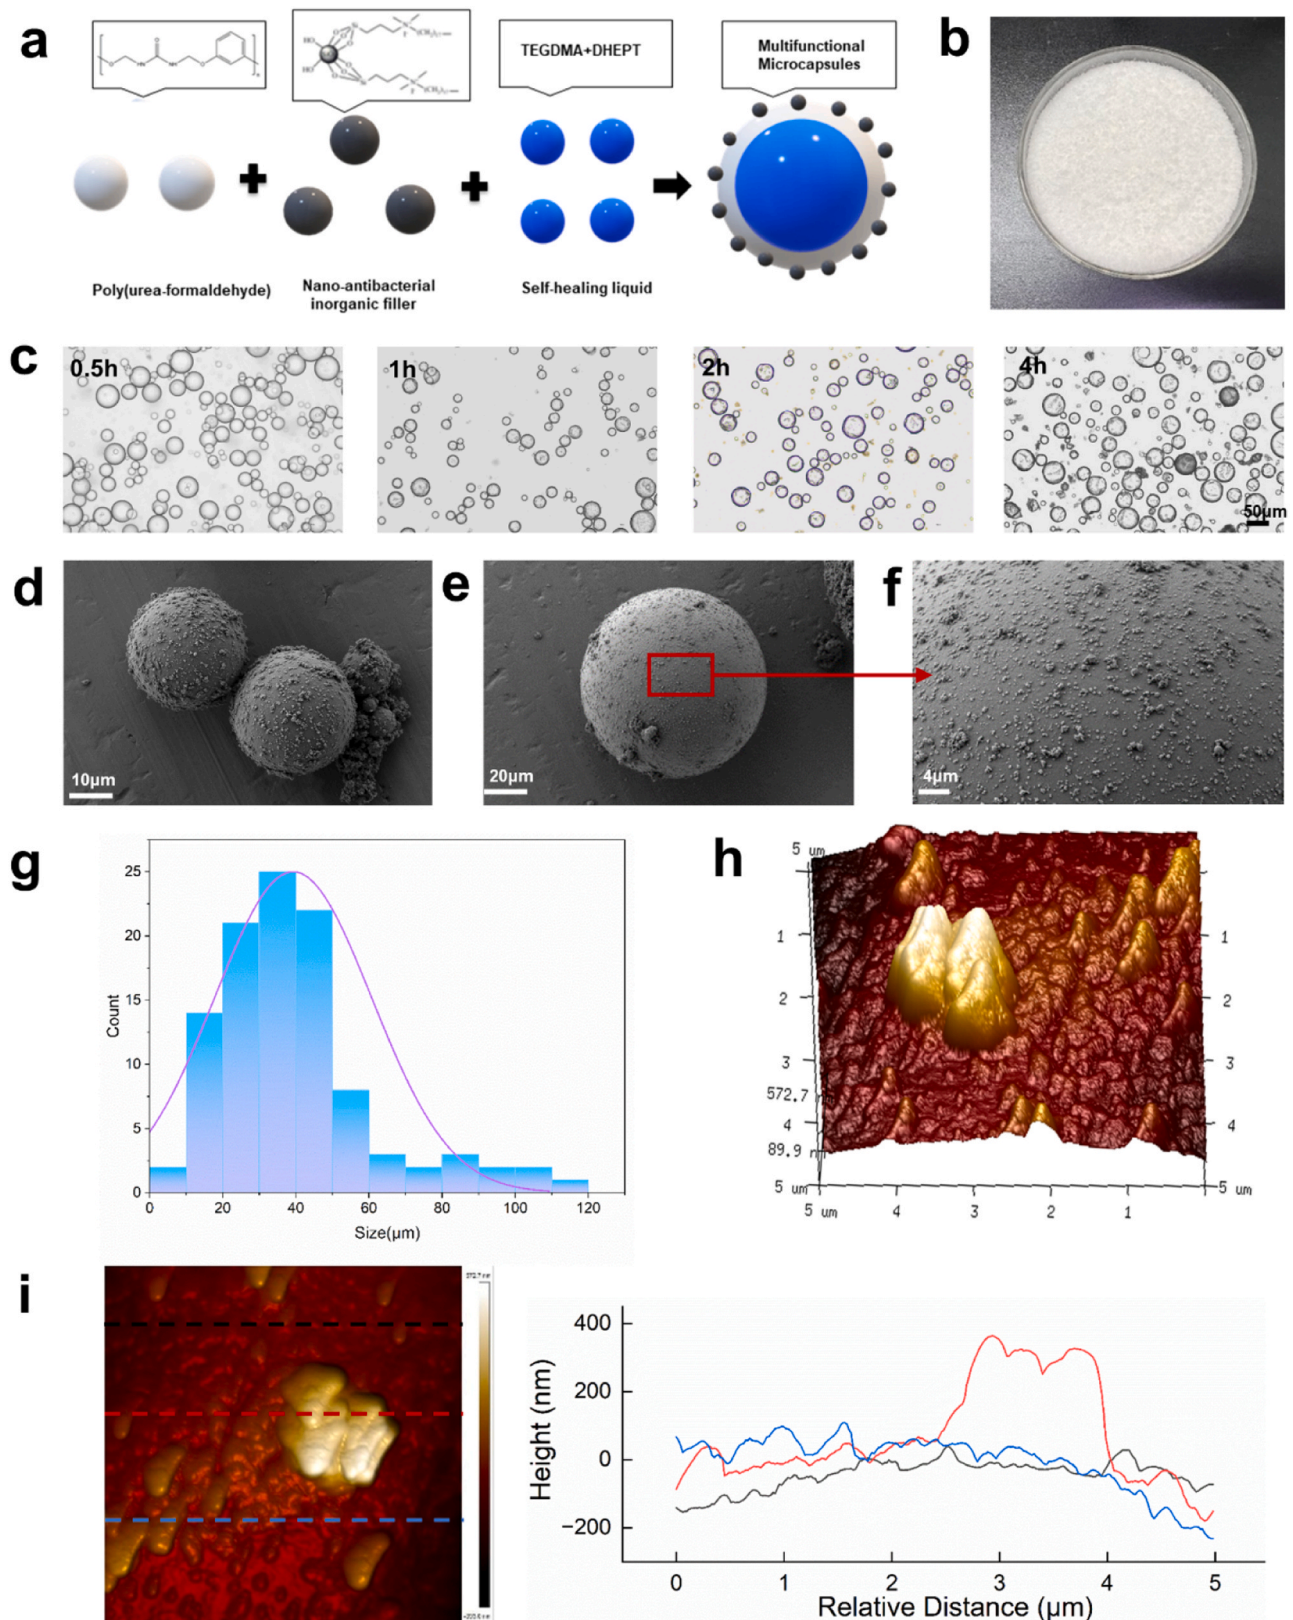 a
b
TEGDMA+DHEPT
Multifunctional
Microcapsules
Poly(urea-formaldehyde)
Nano-antibacterial
inorganic filler
Self-healing liquid
c
0.5h
1h
2h
4h
50μm
d
e
f
10μm
20μm
4μm
g
h
Count
25
20
15
10
5
0
0
20
40
60
80
100
120
Size(μm)
5 um
1
2
3
572.7
4
89.9
5 um
1
2
3
4
5 um
5 um
4
3
2
1
i
572.7 nm
Height (nm)
400
200
0
−200
0
1
2
3
4
5
Relative Distance (μm)